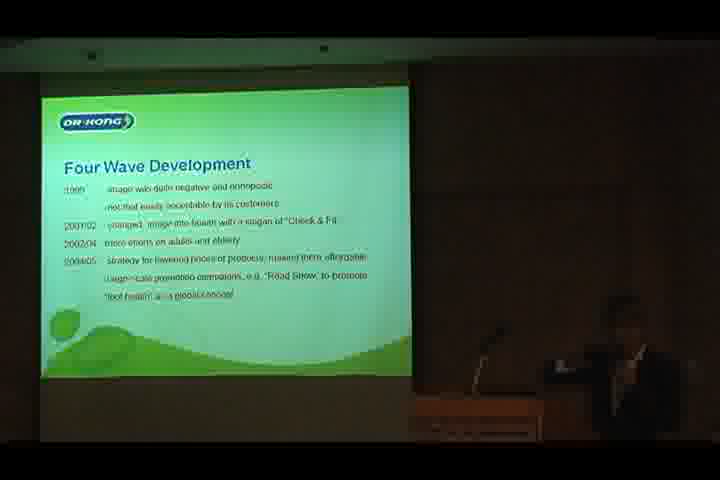 DR·KONG
Four Wave Development
1999 image was quite negative and
not that easily acceptable by its customers
2001/02 changed image into health with a slogan of "Check & Fit
2002/04 more efforts on adults and elderly
2004/05 strategy for lowering prices of products, making them affordable
Large-scale promotion campaigns, e.g. "Road Show" to promote
"foot health" as a global concept